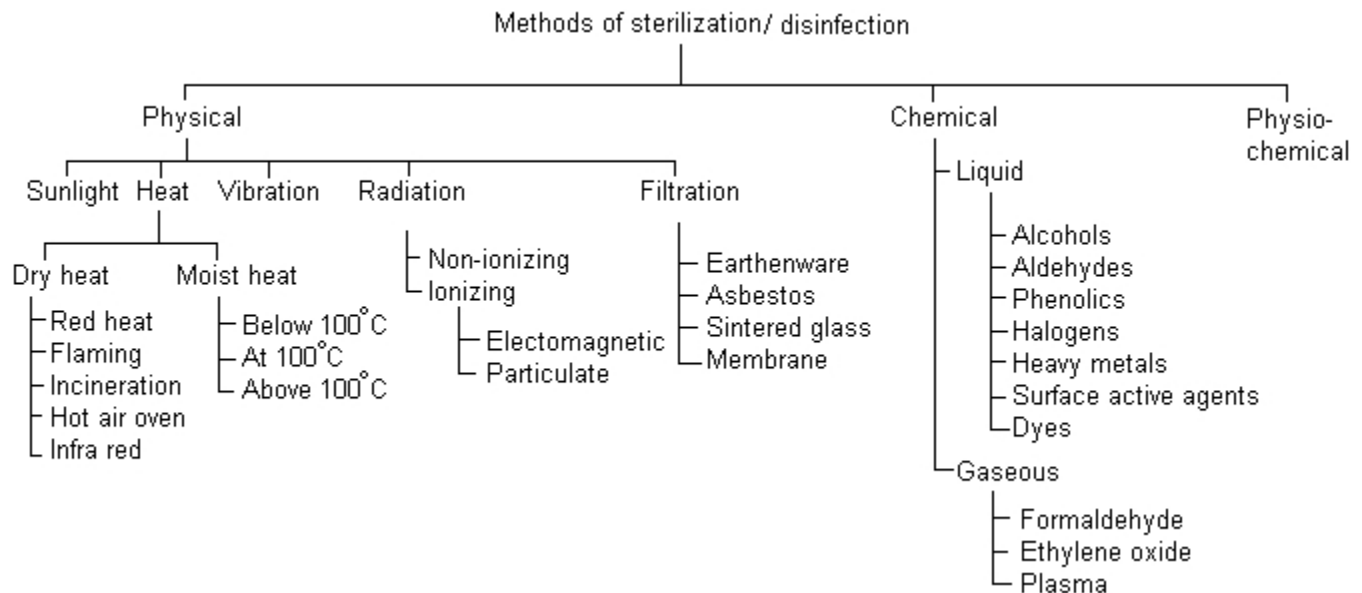 Methods of sterilization/ disinfection
Physical
Chemical
Physio-
chemical
Sunlight
Heat
Vibration
Radiation
Filtration
Dry heat
Red heat
Flaming
Incineration
Hot air oven
Infra red
Moist heat
Below 100°C
At 100°C
Above 100°C
Non-ionizing
Ionizing
Electomagnetic
Particulate
Earthenware
Asbestos
Sintered glass
Membrane
Liquid
Alcohols
Aldehydes
Phenolics
Halogens
Heavy metals
Surface active agents
Dyes
Gaseous
Formaldehyde
Ethylene oxide
Plasma